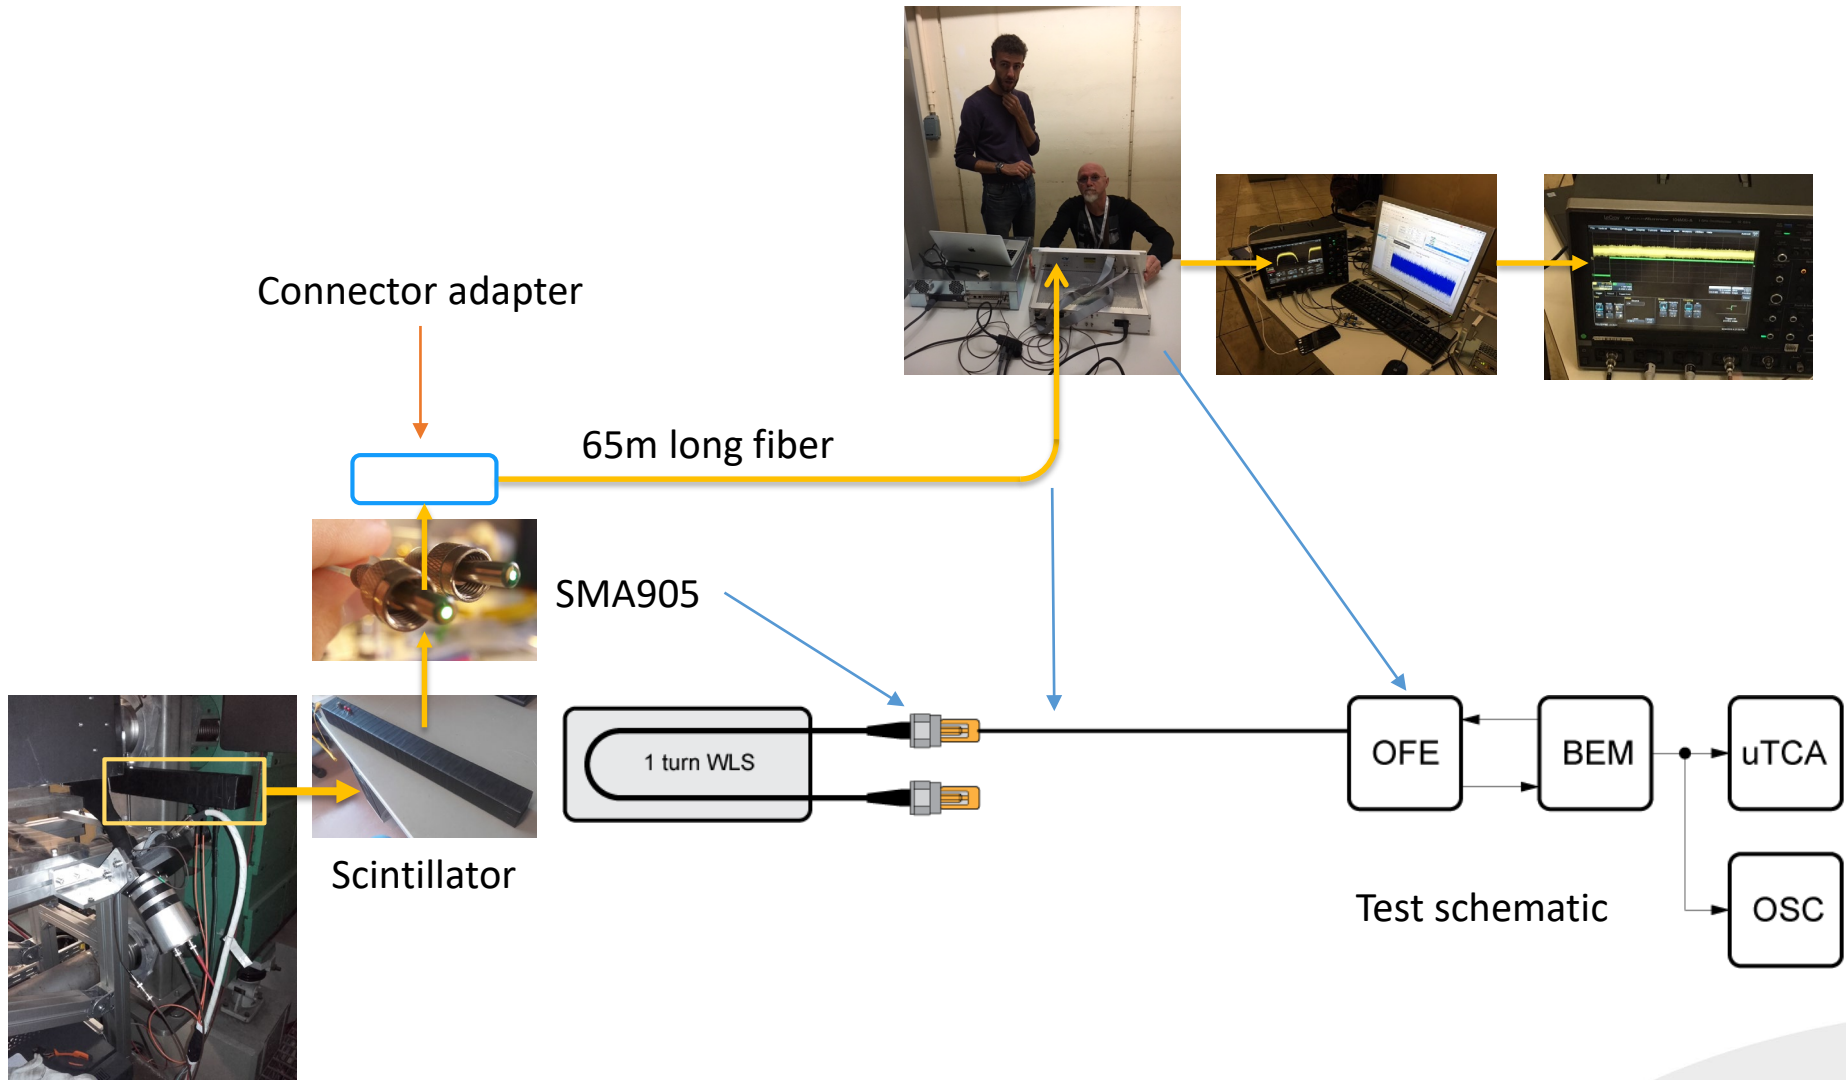 Connector adapter
65m long fiber
SMA905
1 turn WLS
OFE
BEM
uTCA
Scintillator
Test schematic
OSC